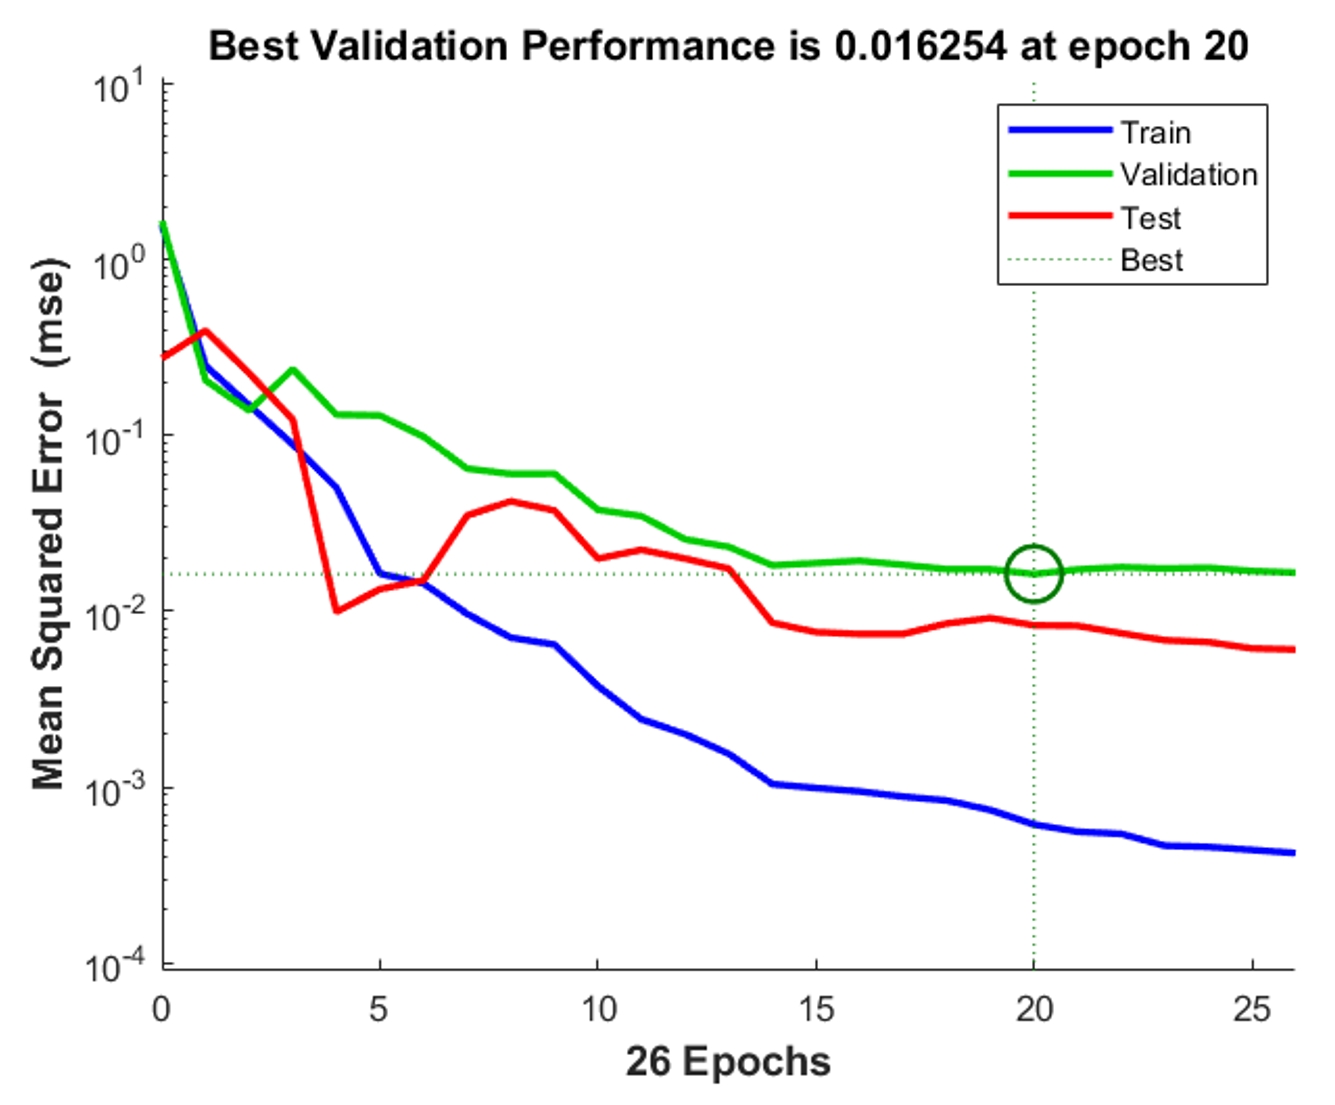 Best Validation Performance is 0.016254 at epoch 20
Mean Squared Error (mse)
10^1
10^0
10^-1
10^-2
10^-3
10^-4
Train
Validation
Test
Best
0 5 10 15 20 25
26 Epochs